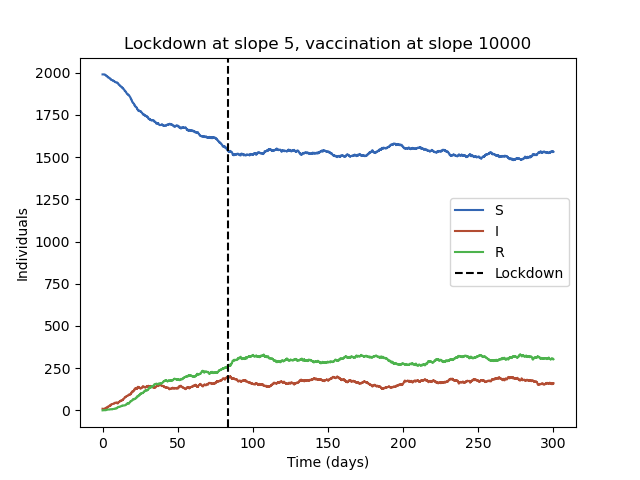 Lockdown at slope 5, vaccination at slope 10000
2000
1750
1500
1250
1000
750
500
250
0
Individuals
S
I
R
Lockdown
0 50 100 150 200 250 300
Time (days)